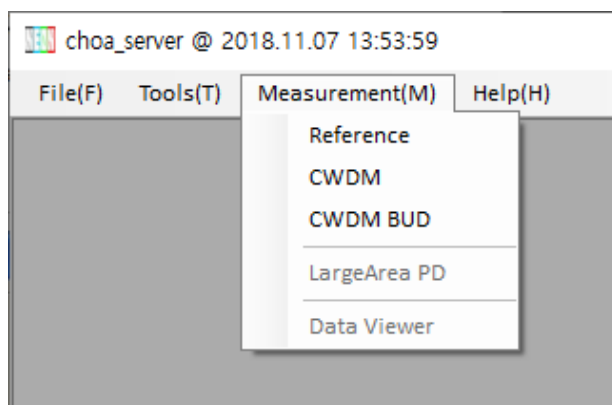 SENS choa_server @ 2018.11.07 13:53:59
File(F) Tools(T) Measurement(M) Help(H)
Reference
CWDM
CWDM BUD
LargeArea PD
Data Viewer